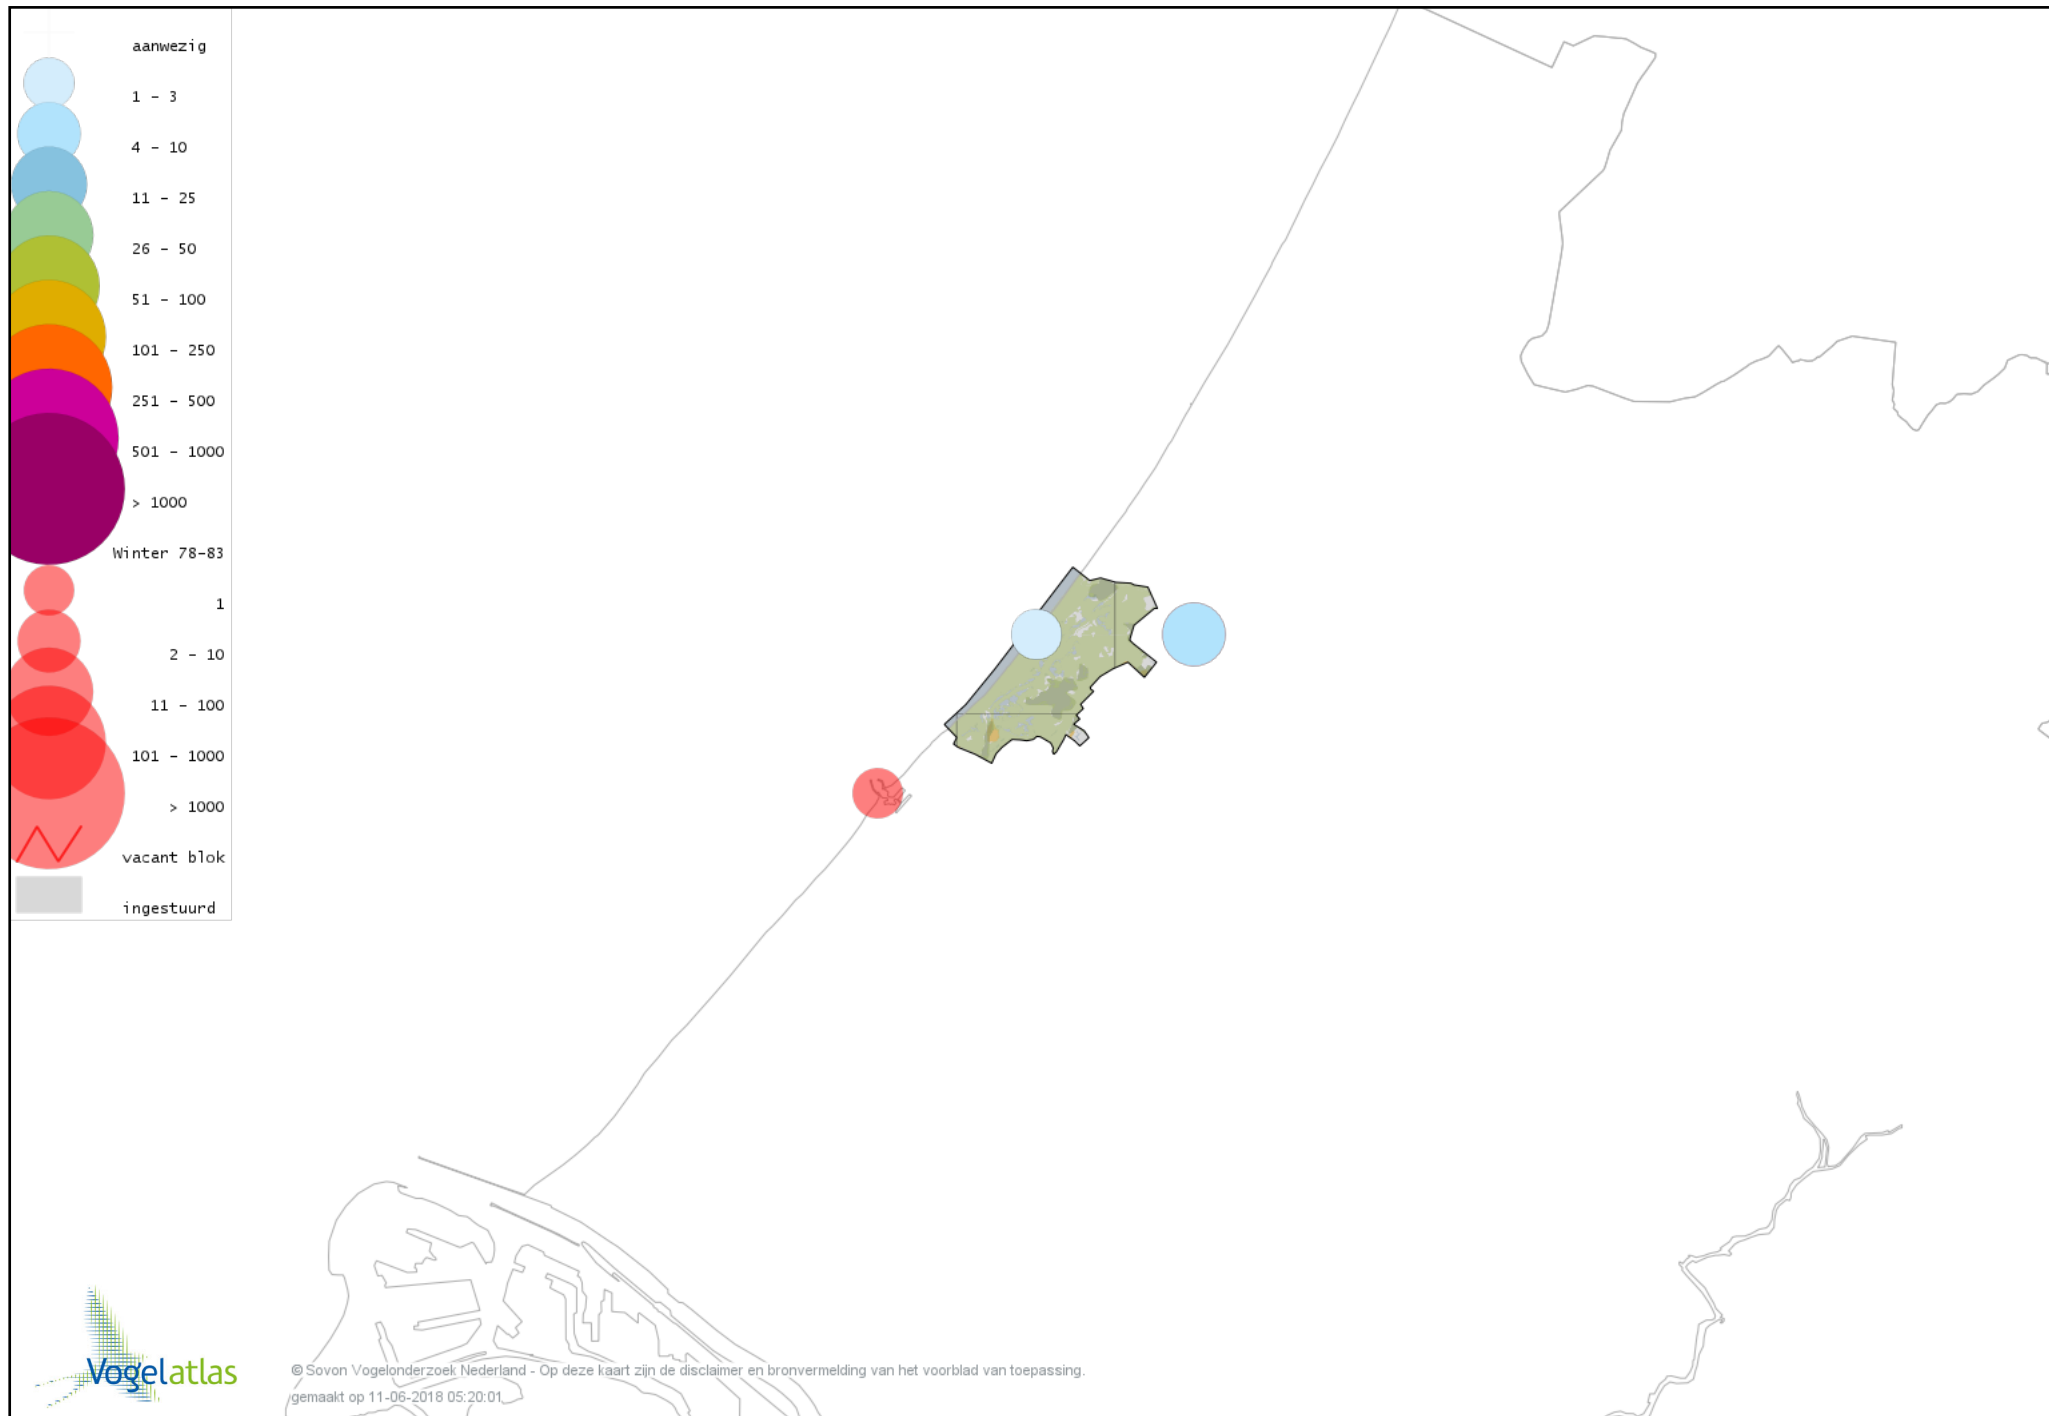 aanwezig
1 - 3
4 - 10
11 - 25
26 - 50
51 - 100
101 - 250
251 - 500
501 - 1000
> 1000
Winter 78-83
1
2 - 10
11 - 100
101 - 1000
> 1000
vacant blok
ingestuurd
Vogelatlas
© Sovon Vogelonderzoek Nederland - Op deze kaart zijn de disclaimer en bronvermelding van het voorblad van toepassing.
gemaakt op 11-06-2018 05:20:01